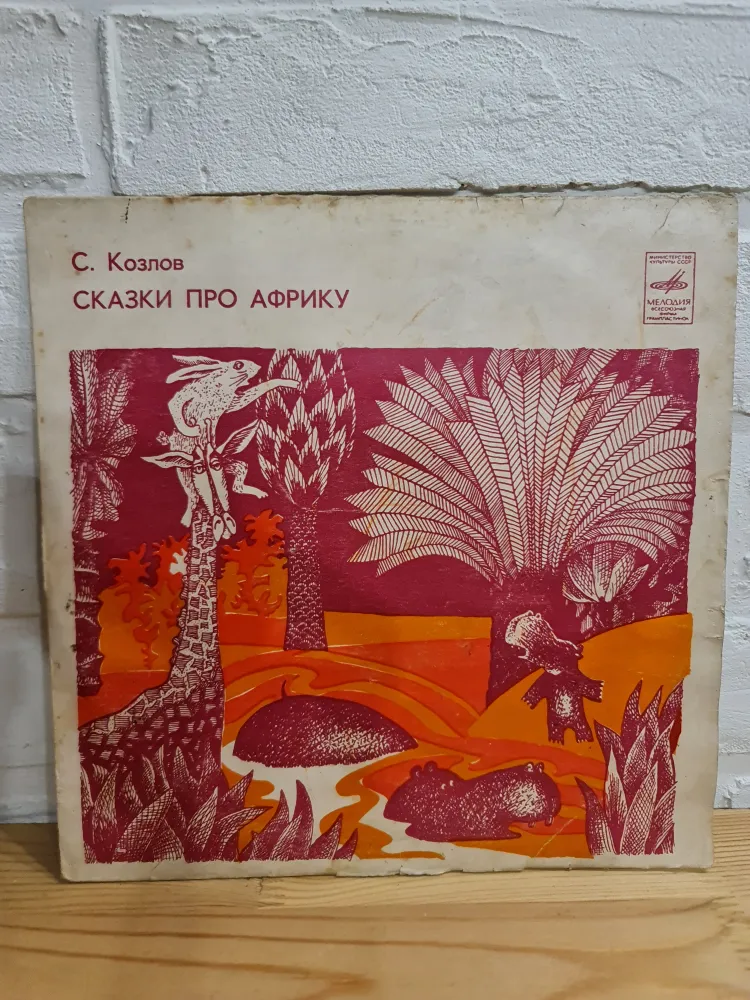 С. Козлов
СКАЗКИ ПРО АФРИКУ
МИНИСТЕРСТВО
КУЛЬТУРЫ СССР
МЕЛОДИЯ
ВСЕСОЮЗНАЯ
ФИРМА
ГРАМПЛАСТИНОК